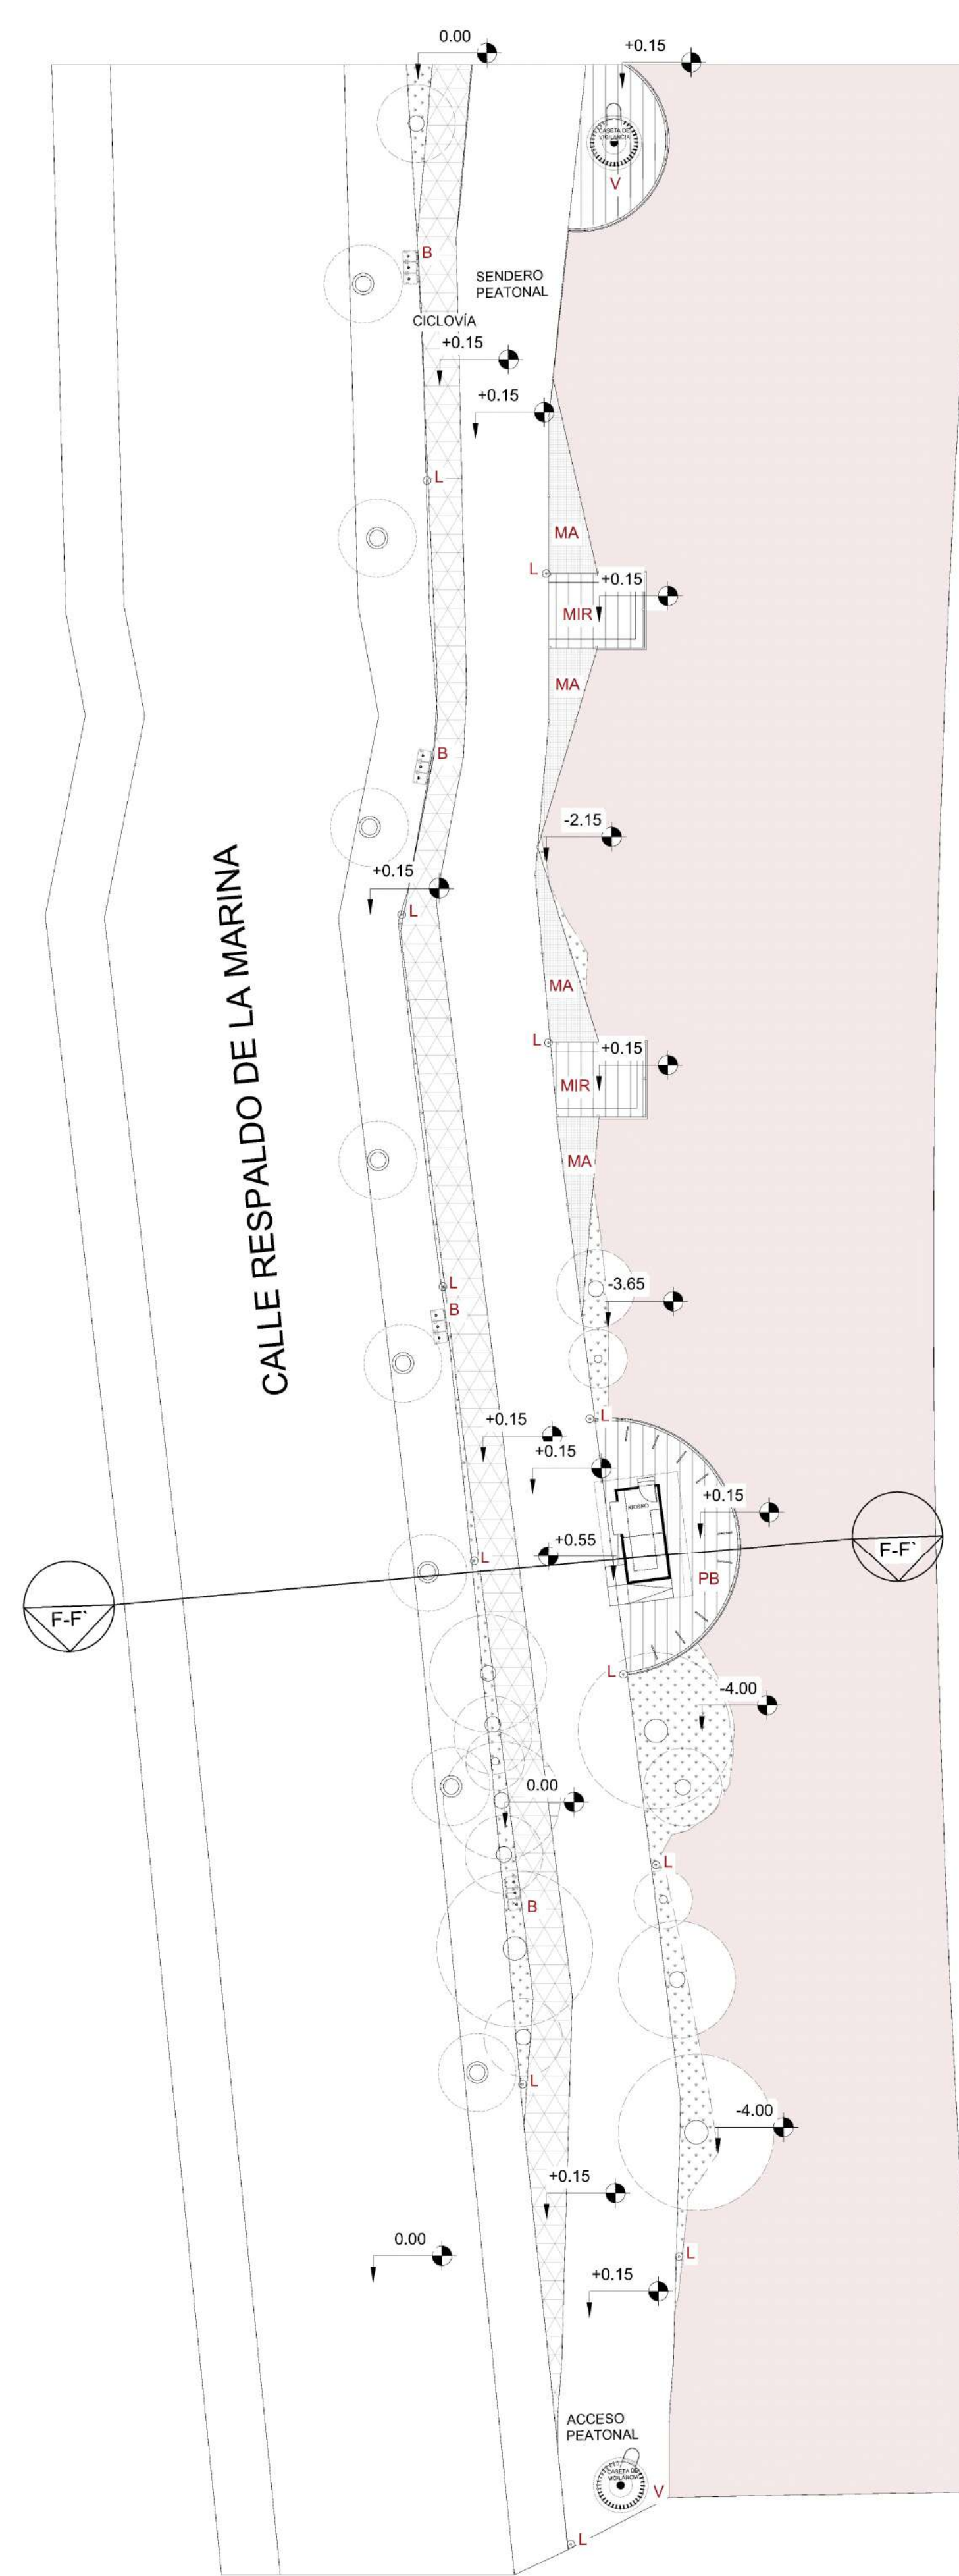 0.00
+0.15
CASETA DE
VIGILANCIA
V
B
SENDERO
PEATONAL
CICLOVÍA
+0.15
+0.15
L
MA
L
+0.15
MIR
MA
B
-2.15
+0.15
L
CALLE RESPALDO DE LA MARINA
MA
L
+0.15
MIR
MA
L
-3.65
B
L
+0.15
+0.15
+0.15
KIOSKO
+0.55
L
F-F`
PB
F-F`
L
-4.00
0.00
L
B
L
-4.00
+0.15
0.00
L
+0.15
ACCESO
PEATONAL
CASETA DE
VIGILANCIA
V
L